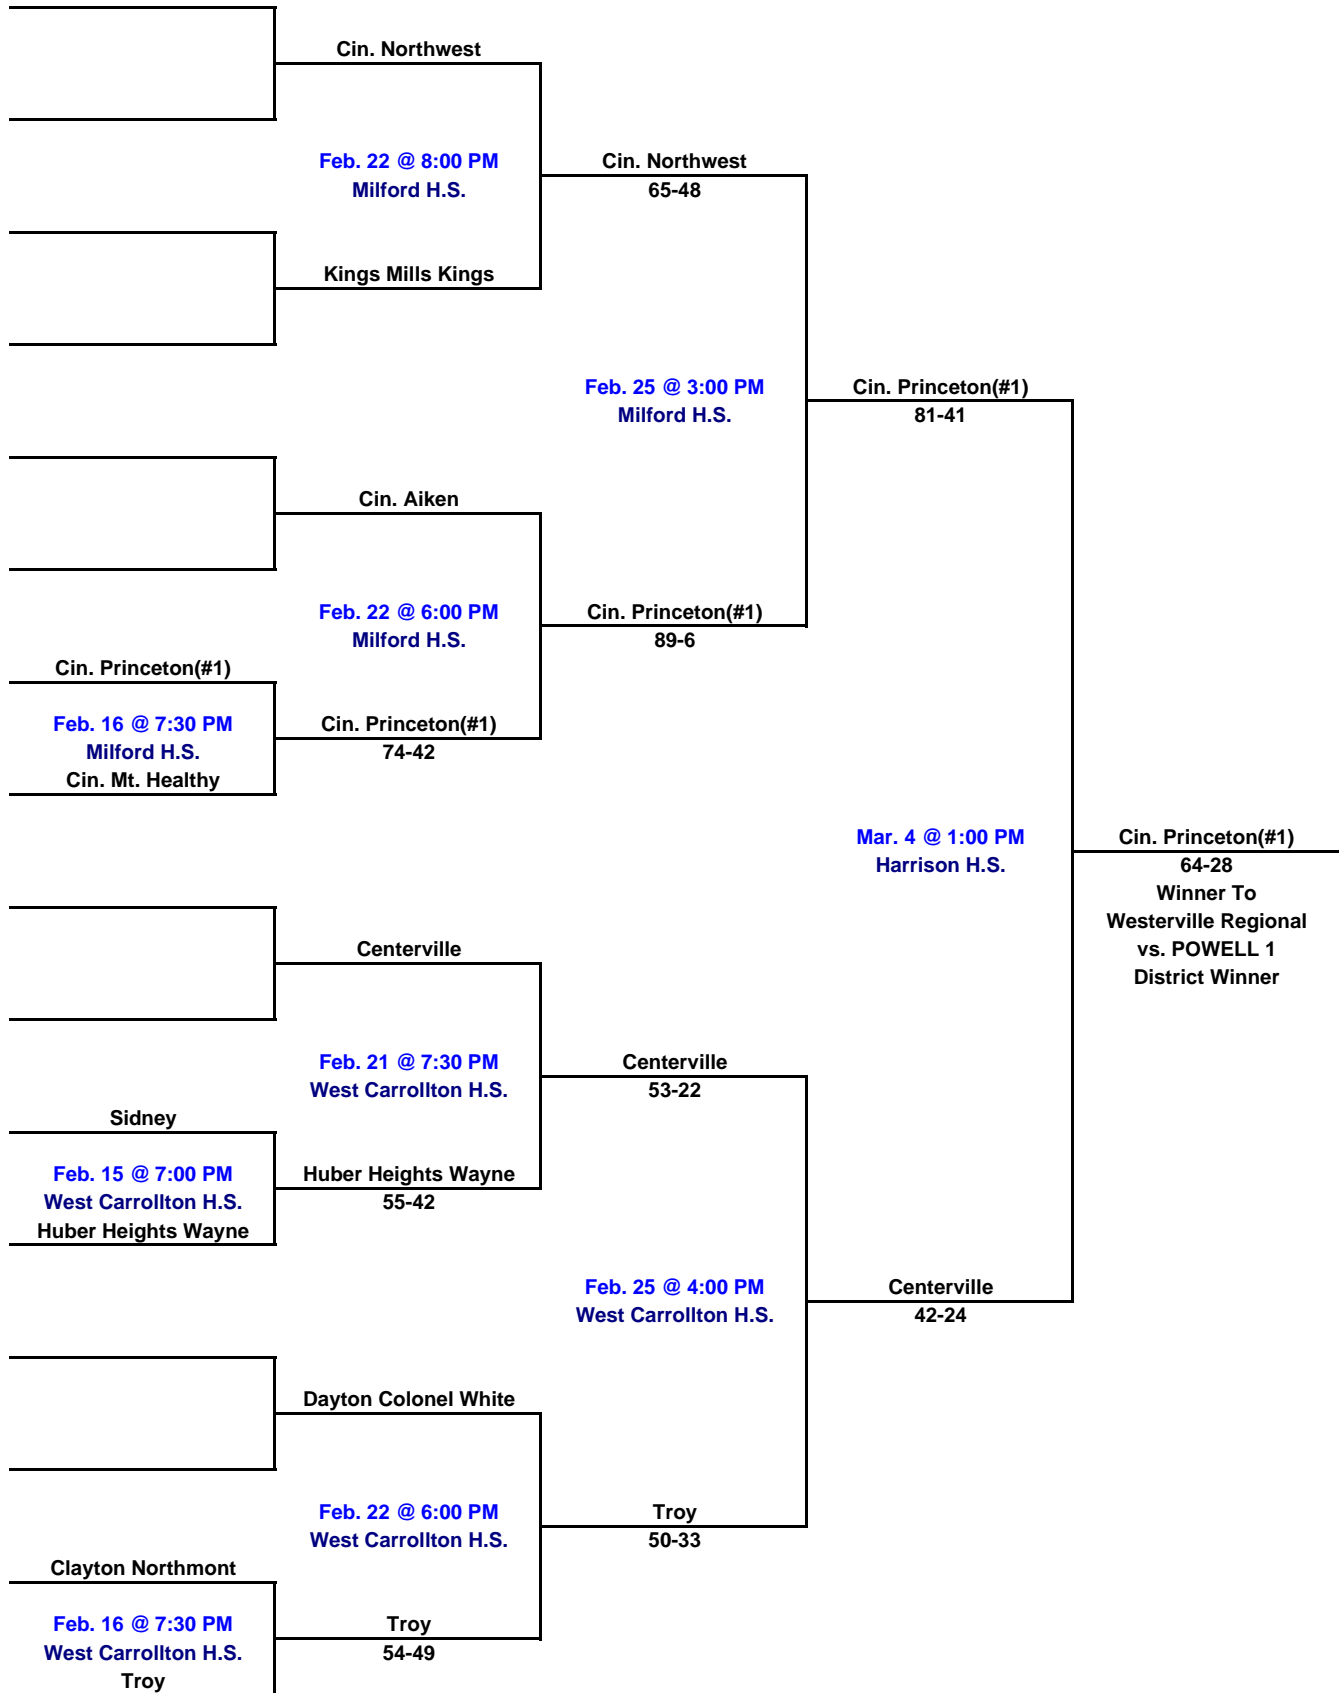 Cin. Northwest
Feb. 22 @ 8:00 PM
Milford H.S.
Cin. Northwest
65-48
Kings Mills Kings
Feb. 25 @ 3:00 PM
Milford H.S.
Cin. Princeton(#1)
81-41
Cin. Aiken
Feb. 22 @ 6:00 PM
Milford H.S.
Cin. Princeton(#1)
89-6
Cin. Princeton(#1)
Feb. 16 @ 7:30 PM
Milford H.S.
Cin. Mt. Healthy
Cin. Princeton(#1)
74-42
Mar. 4 @ 1:00 PM
Harrison H.S.
Cin. Princeton(#1)
64-28
Winner To
Westerville Regional
vs. POWELL 1
District Winner
Centerville
Feb. 21 @ 7:30 PM
West Carrollton H.S.
Centerville
53-22
Sidney
Feb. 15 @ 7:00 PM
West Carrollton H.S.
Huber Heights Wayne
Huber Heights Wayne
55-42
Feb. 25 @ 4:00 PM
West Carrollton H.S.
Centerville
42-24
Dayton Colonel White
Feb. 22 @ 6:00 PM
West Carrollton H.S.
Troy
50-33
Clayton Northmont
Feb. 16 @ 7:30 PM
West Carrollton H.S.
Troy
Troy
54-49